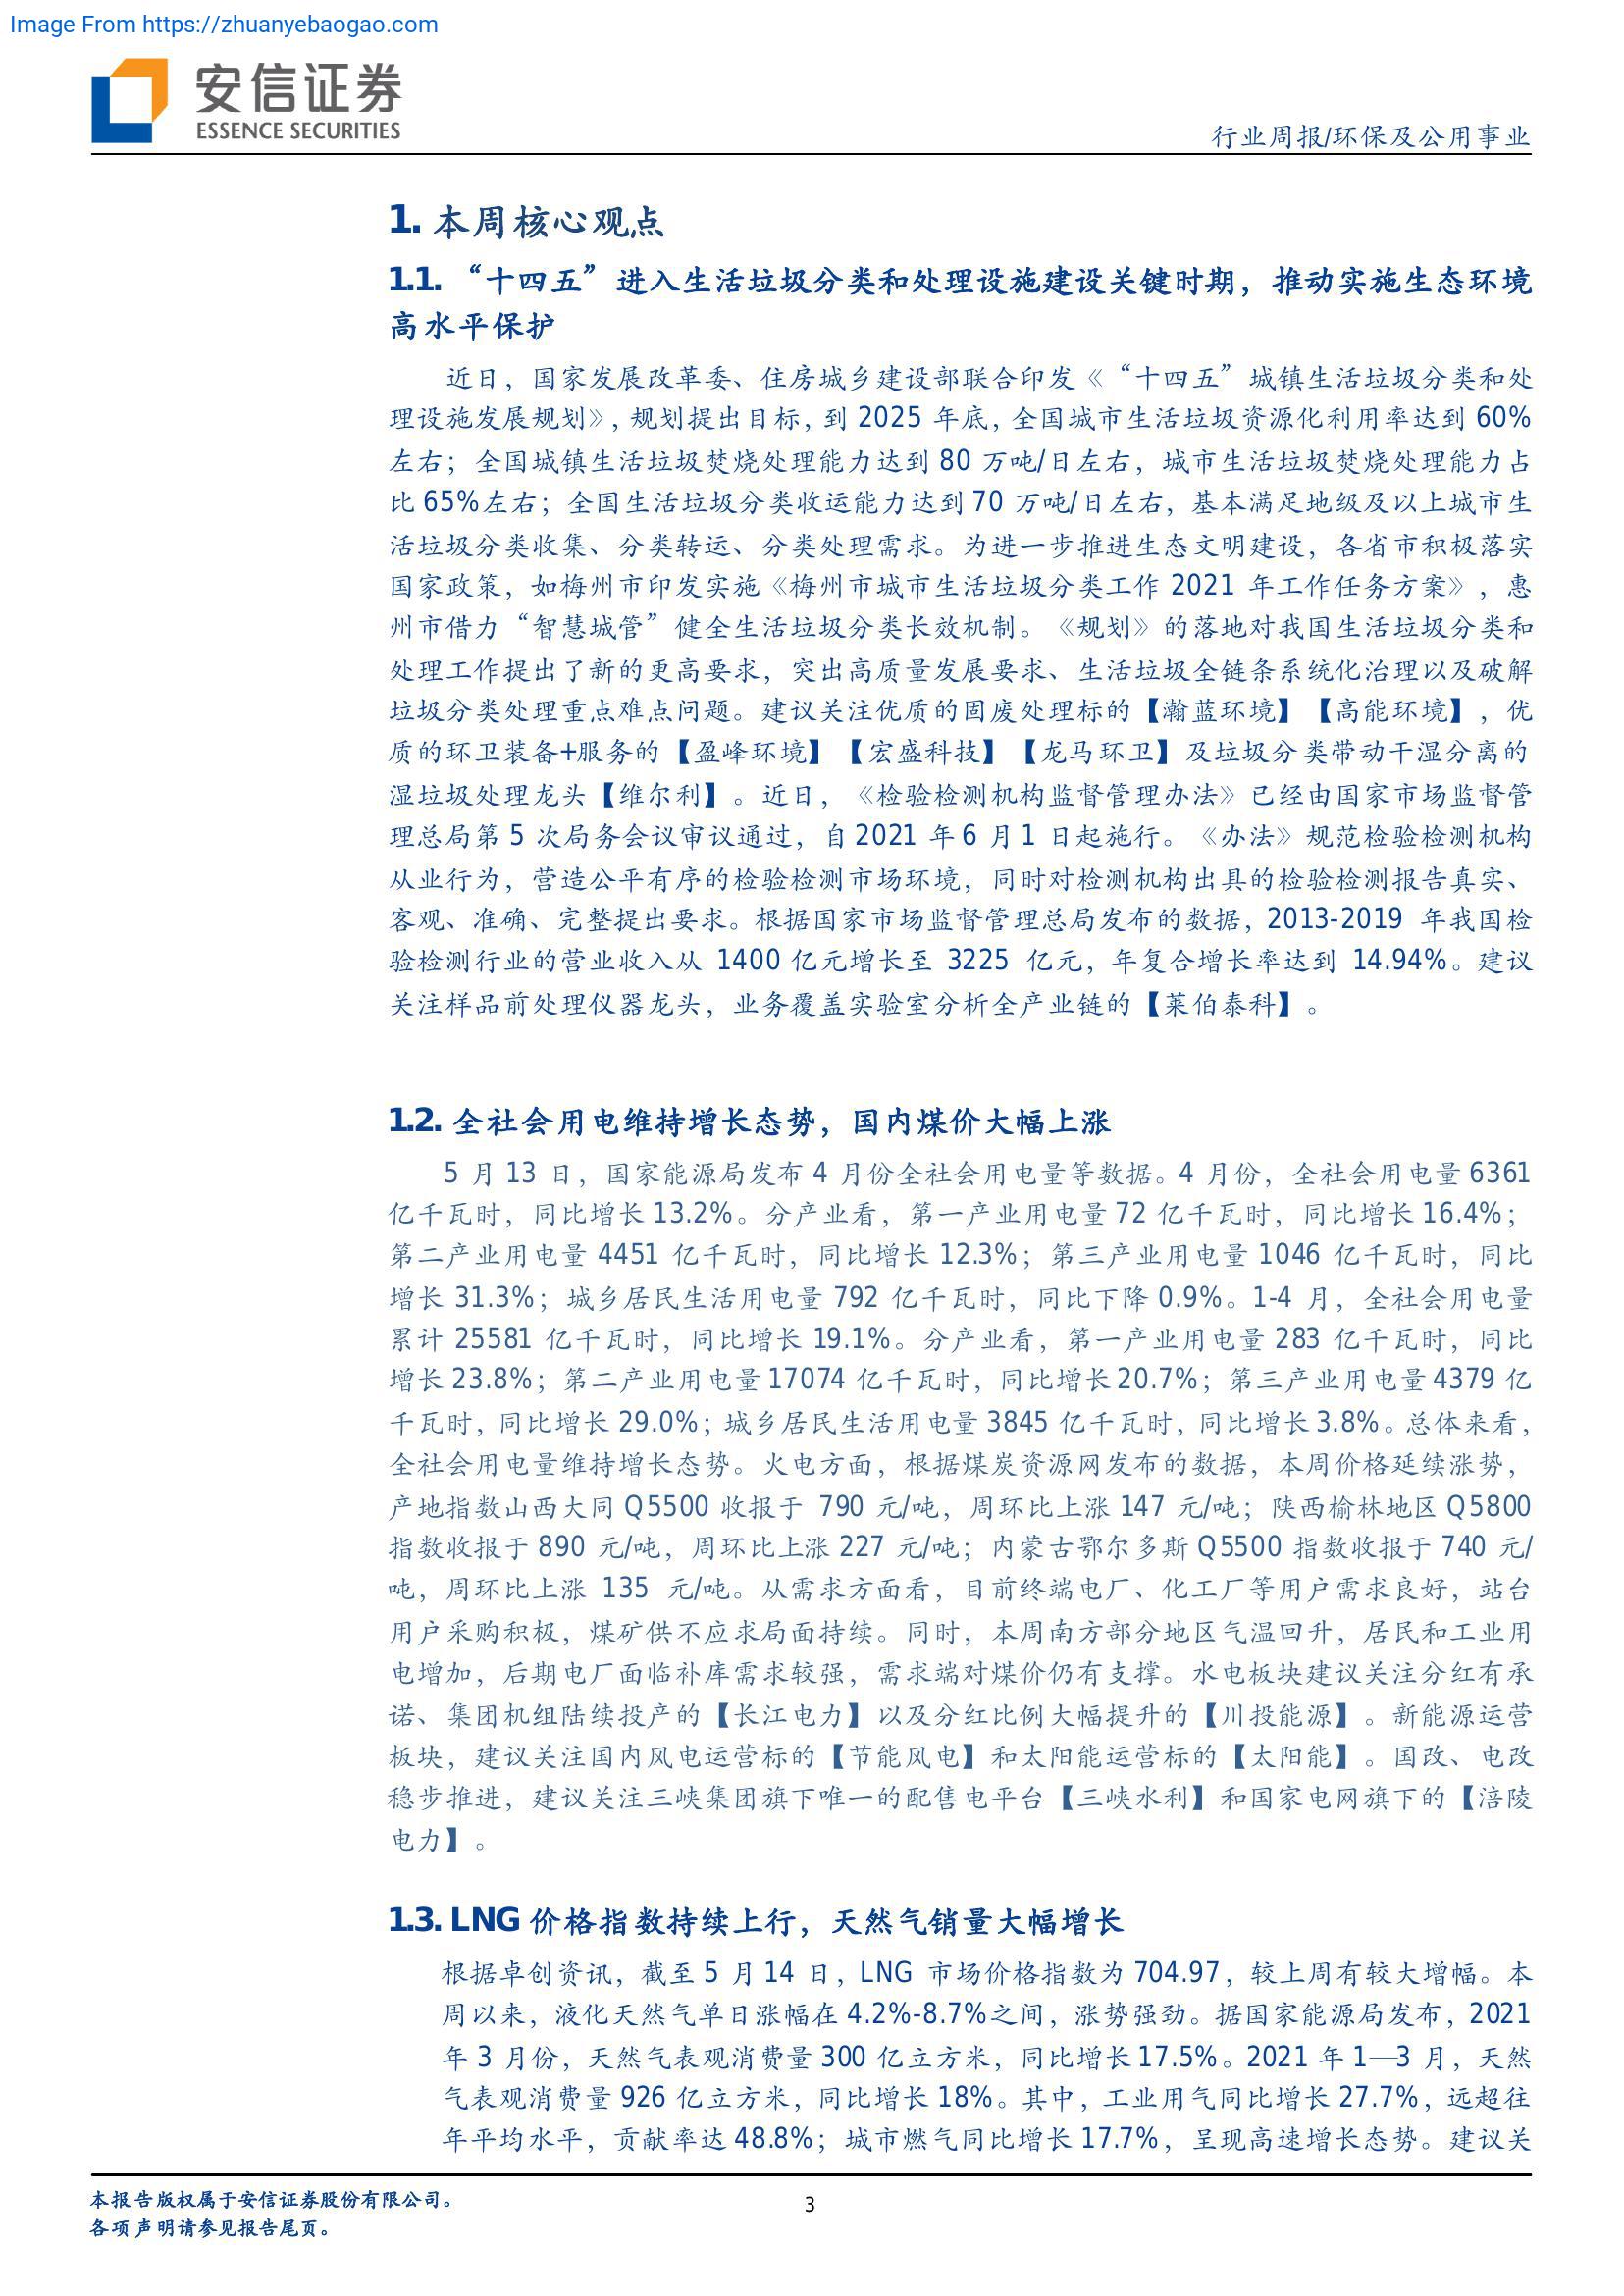 Image From https://zhuanyebaogao.com
安信证券
ESSENCE SECURITIES
行业周报/环保及公用事业
1. 本周核心观点
1.1. “十四五”进入生活垃圾分类和处理设施建设关键时期，推动实施生态环境
高水平保护
近日，国家发展改革委、住房城乡建设部联合印发《“十四五”城镇生活垃圾分类和处
理设施发展规划》，规划提出目标，到 2025 年底，全国城市生活垃圾资源化利用率达到 60%
左右；全国城镇生活垃圾焚烧处理能力达到 80 万吨/日左右，城市生活垃圾焚烧处理能力占
比 65%左右；全国生活垃圾分类收运能力达到 70 万吨/日左右，基本满足地级及以上城市生
活垃圾分类收集、分类转运、分类处理需求。为进一步推进生态文明建设，各省市积极落实
国家政策，如梅州市印发实施《梅州市城市生活垃圾分类工作 2021 年工作任务方案》，惠
州市借力“智慧城管”健全生活垃圾分类长效机制。《规划》的落地对我国生活垃圾分类和
处理工作提出了新的更高要求，突出高质量发展要求、生活垃圾全链条系统化治理以及破解
垃圾分类处理重点难点问题。建议关注优质的固废处理标的【瀚蓝环境】【高能环境】，优
质的环卫装备+服务的【盈峰环境】【宏盛科技】【龙马环卫】及垃圾分类带动干湿分离的
湿垃圾处理龙头【维尔利】。近日，《检验检测机构监督管理办法》已经由国家市场监督管
理总局第 5 次局务会议审议通过，自 2021 年 6 月 1 日起施行。《办法》规范检验检测机构
从业行为，营造公平有序的检验检测市场环境，同时对检测机构出具的检验检测报告真实、
客观、准确、完整提出要求。根据国家市场监督管理总局发布的数据，2013-2019 年我国检
验检测行业的营业收入从 1400 亿元增长至 3225 亿元，年复合增长率达到 14.94%。建议
关注样品前处理仪器龙头，业务覆盖实验室分析全产业链的【莱伯泰科】。
1.2. 全社会用电维持增长态势，国内煤价大幅上涨
5 月 13 日，国家能源局发布 4 月份全社会用电量等数据。4 月份，全社会用电量 6361
亿千瓦时，同比增长 13.2%。分产业看，第一产业用电量 72 亿千瓦时，同比增长 16.4%；
第二产业用电量 4451 亿千瓦时，同比增长 12.3%；第三产业用电量 1046 亿千瓦时，同比
增长 31.3%；城乡居民生活用电量 792 亿千瓦时，同比下降 0.9%。1-4 月，全社会用电量
累计 25581 亿千瓦时，同比增长 19.1%。分产业看，第一产业用电量 283 亿千瓦时，同比
增长 23.8%；第二产业用电量 17074 亿千瓦时，同比增长 20.7%；第三产业用电量 4379 亿
千瓦时，同比增长 29.0%；城乡居民生活用电量 3845 亿千瓦时，同比增长 3.8%。总体来看，
全社会用电量维持增长态势。火电方面，根据煤炭资源网发布的数据，本周价格延续涨势，
产地指数山西大同 Q5500 收报于 790 元/吨，周环比上涨 147 元/吨；陕西榆林地区 Q5800
指数收报于 890 元/吨，周环比上涨 227 元/吨；内蒙古鄂尔多斯 Q5500 指数收报于 740 元/
吨，周环比上涨 135 元/吨。从需求方面看，目前终端电厂、化工厂等用户需求良好，站台
用户采购积极，煤矿供不应求局面持续。同时，本周南方部分地区气温回升，居民和工业用
电增加，后期电厂面临补库需求较强，需求端对煤价仍有支撑。水电板块建议关注分红有承
诺、集团机组陆续投产的【长江电力】以及分红比例大幅提升的【川投能源】。新能源运营
板块，建议关注国内风电运营标的【节能风电】和太阳能运营标的【太阳能】。国改、电改
稳步推进，建议关注三峡集团旗下唯一的配售电平台【三峡水利】和国家电网旗下的【涪陵
电力】。
1.3. LNG 价格指数持续上行，天然气销量大幅增长
根据卓创资讯，截至 5 月 14 日，LNG 市场价格指数为 704.97，较上周有较大增幅。本
周以来，液化天然气单日涨幅在 4.2%-8.7%之间，涨势强劲。据国家能源局发布，2021
年 3 月份，天然气表观消费量 300 亿立方米，同比增长 17.5%。2021 年 1—3 月，天然
气表观消费量 926 亿立方米，同比增长 18%。其中，工业用气同比增长 27.7%，远超往
年平均水平，贡献率达 48.8%；城市燃气同比增长 17.7%，呈现高速增长态势。建议关
本报告版权属于安信证券股份有限公司。
各项声明请参见报告尾页。
3